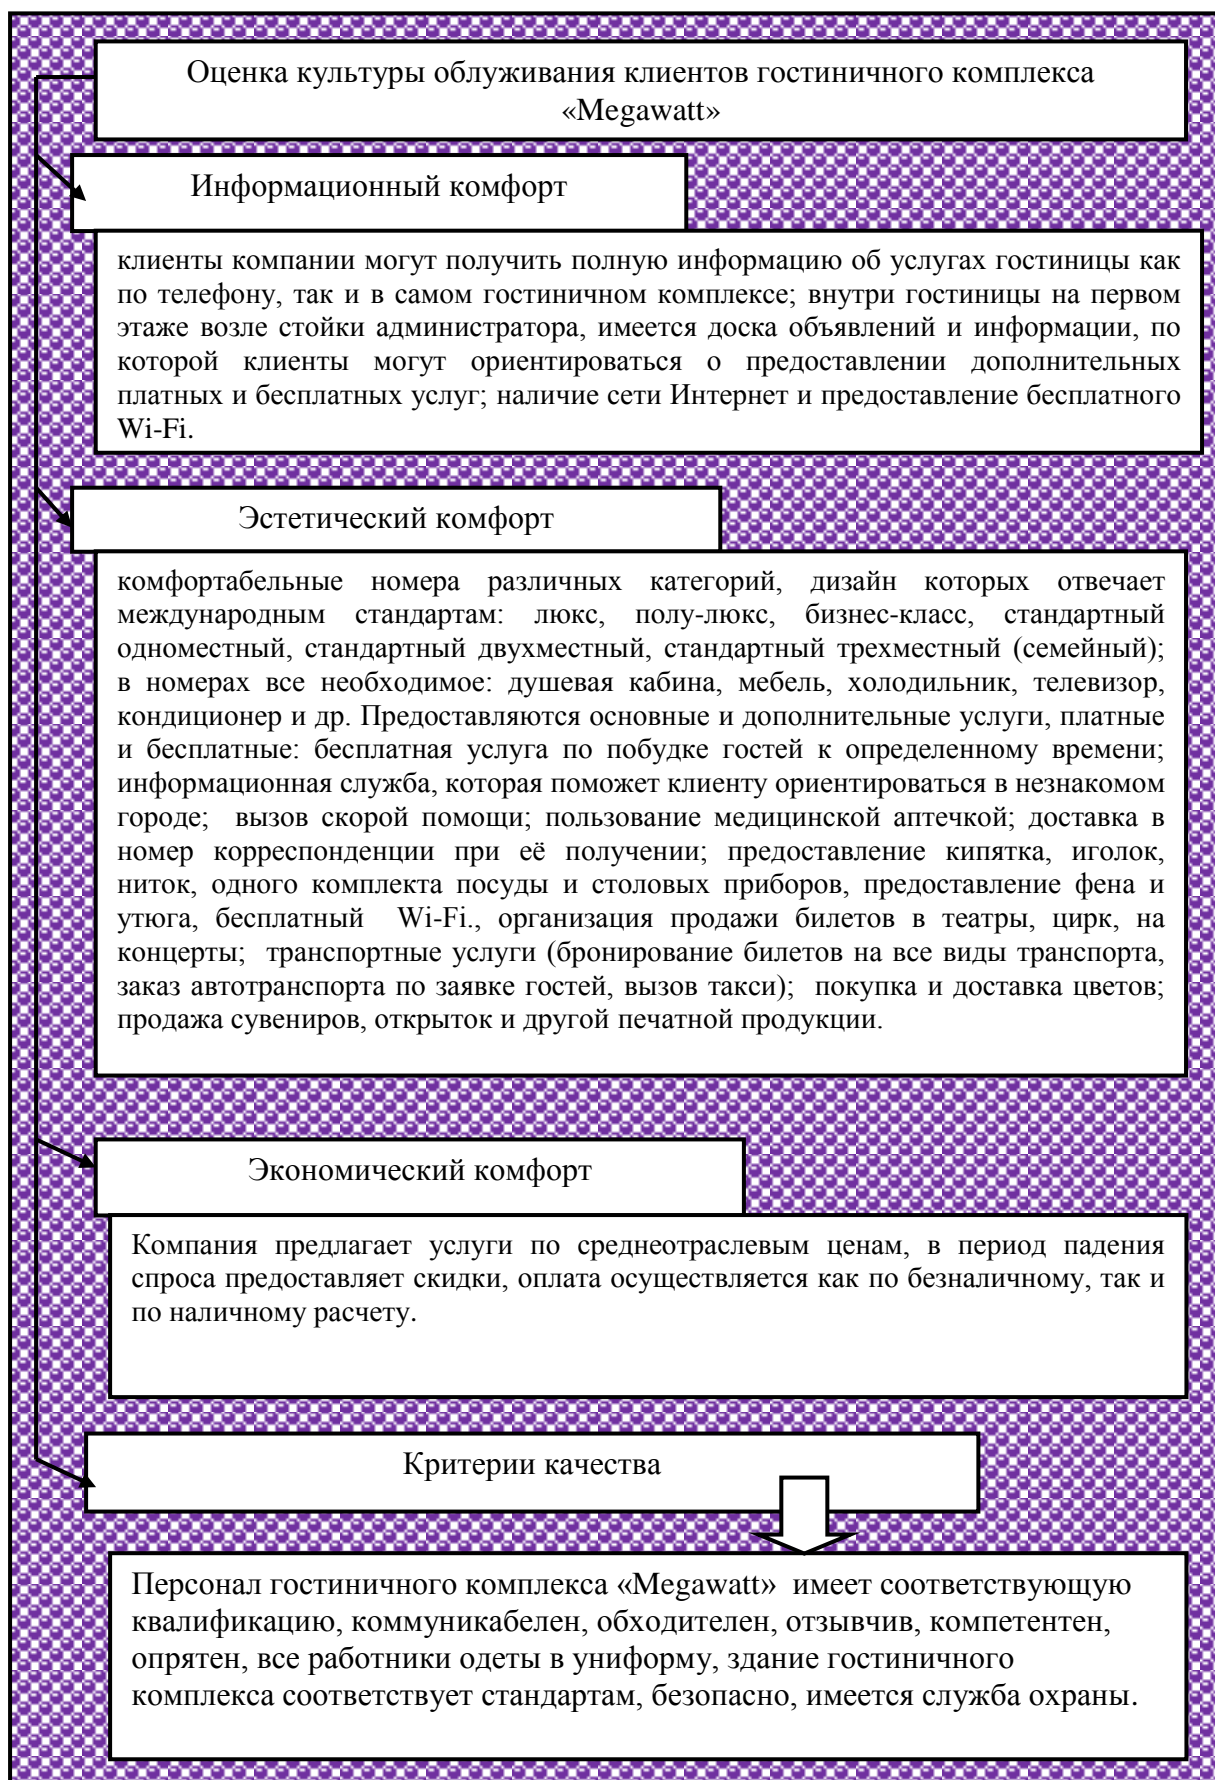 Оценка культуры облуживания клиентов гостиничного комплекса
«Megawatt»
Информационный комфорт
клиенты компании могут получить полную информацию об услугах гостиницы как
по телефону, так и в самом гостиничном комплексе; внутри гостиницы на первом
этаже возле стойки администратора, имеется доска объявлений и информации, по
которой клиенты могут ориентироваться о предоставлении дополнительных
платных и бесплатных услуг; наличие сети Интернет и предоставление бесплатного
Wi-Fi.
Эстетический комфорт
комфортабельные номера различных категорий, дизайн которых отвечает
международным стандартам: люкс, полу-люкс, бизнес-класс, стандартный
одноместный, стандартный двухместный, стандартный трехместный (семейный);
в номерах все необходимое: душевая кабина, мебель, холодильник, телевизор,
кондиционер и др. Предоставляются основные и дополнительные услуги, платные
и бесплатные: бесплатная услуга по побудке гостей к определенному времени;
информационная служба, которая поможет клиенту ориентироваться в незнакомом
городе;  вызов скорой помощи; пользование медицинской аптечкой; доставка в
номер корреспонденции при её получении; предоставление кипятка, иголок,
ниток, одного комплекта посуды и столовых приборов, предоставление фена и
утюга, бесплатный  Wi-Fi., организация продажи билетов в театры, цирк, на
концерты;  транспортные услуги (бронирование билетов на все виды транспорта,
заказ автотранспорта по заявке гостей, вызов такси);  покупка и доставка цветов;
продажа сувениров, открыток и другой печатной продукции.
Экономический комфорт
Компания предлагает услуги по среднеотраслевым ценам, в период падения
спроса предоставляет скидки, оплата осуществляется как по безналичному, так и
по наличному расчету.
Критерии качества
Персонал гостиничного комплекса «Megawatt»  имеет соответствующую
квалификацию, коммуникабелен, обходителен, отзывчив, компетентен,
опрятен, все работники одеты в униформу, здание гостиничного
комплекса соответствует стандартам, безопасно, имеется служба охраны.